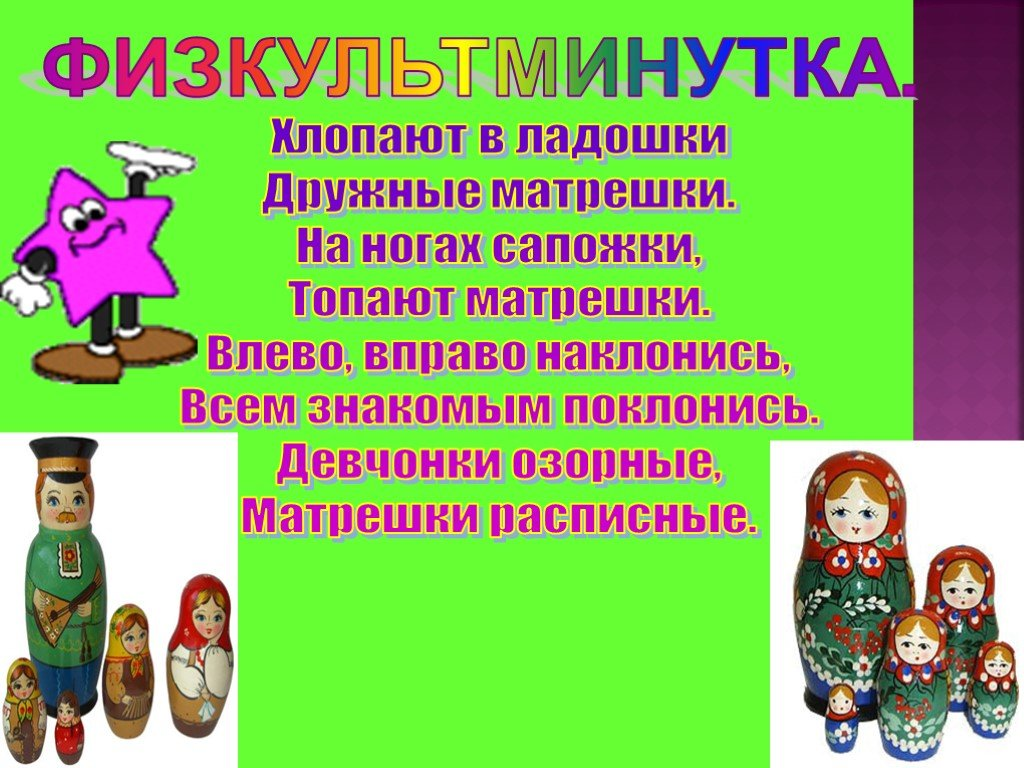 ФИЗКУЛЬТМИНУТКА.
Хлопают в ладошки
Дружные матрешки.
На ногах сапожки,
Топают матрешки.
Влево, вправо наклонись,
Всем знакомым поклонись.
Девчонки озорные,
Матрешки расписные.